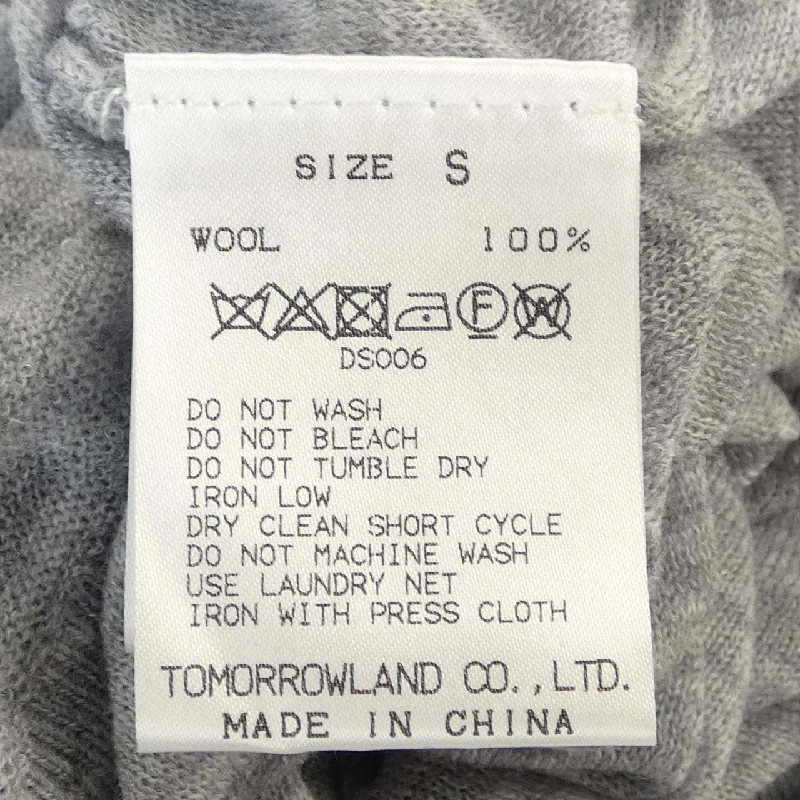 SIZE S
WOOL 100%
F W
DS006
DO NOT WASH
DO NOT BLEACH
DO NOT TUMBLE DRY
IRON LOW
DRY CLEAN SHORT CYCLE
DO NOT MACHINE WASH
USE LAUNDRY NET
IRON WITH PRESS CLOTH
TOMORROWLAND CO.,LTD.
MADE IN CHINA